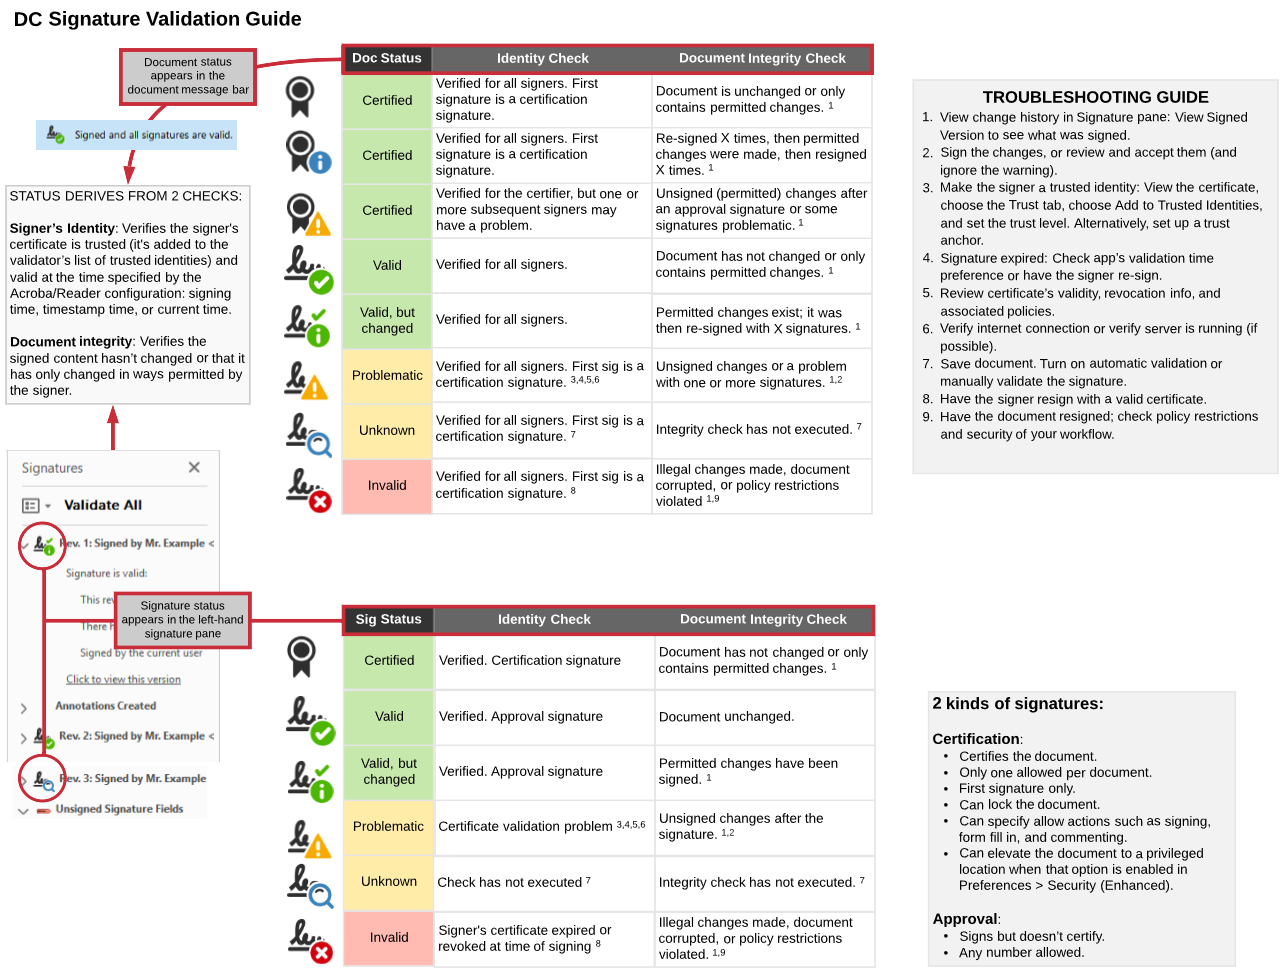 DC Signature Validation Guide
Document status
appears in the
document message bar
Signed and all signatures are valid.
STATUS DERIVES FROM 2 CHECKS:
Signer's Identity: Verifies the signer's
certificate is trusted (it's added to the
validator's list of trusted identities) and
valid at the time specified by the
Acroba/Reader configuration: signing
time, timestamp time, or current time.
Document integrity: Verifies the
signed content hasn't changed or that it
has only changed in ways permitted by
the signer.
Doc Status Identity Check Document Integrity Check
Certified
Verified for all signers. First
signature is a certification
signature.
Document is unchanged or only
contains permitted changes. 1
Certified
Verified for all signers. First
signature is a certification
signature.
Re-signed X times, then permitted
changes were made, then resigned
X times. 1
Certified
Verified for the certifier, but one or
more subsequent signers may
have a problem.
Unsigned (permitted) changes after
an approval signature or some
signatures problematic. 1
Valid
Verified for all signers.
Document has not changed or only
contains permitted changes. 1
Valid, but
changed
Verified for all signers.
Permitted changes exist; it was
then re-signed with X signatures. 1
Problematic
Verified for all signers. First sig is a
certification signature. 3,4,5,6
Unsigned changes or a problem
with one or more signatures. 1,2
Unknown
Verified for all signers. First sig is a
certification signature. 7
Integrity check has not executed. 7
Invalid
Verified for all signers. First sig is a
certification signature. 8
Illegal changes made, document
corrupted, or policy restrictions
violated 1,9
TROUBLESHOOTING GUIDE
1. View change history in Signature pane: View Signed
Version to see what was signed.
2. Sign the changes, or review and accept them (and
ignore the warning).
3. Make the signer a trusted identity: View the certificate,
choose the Trust tab, choose Add to Trusted Identities,
and set the trust level. Alternatively, set up a trust
anchor.
4. Signature expired: Check app's validation time
preference or have the signer re-sign.
5. Review certificate's validity, revocation info, and
associated policies.
6. Verify internet connection or verify server is running (if
possible).
7. Save document. Turn on automatic validation or
manually validate the signature.
8. Have the signer resign with a valid certificate.
9. Have the document resigned; check policy restrictions
and security of your workflow.
Signatures
Validate All
Rev. 1: Signed by Mr. Example <
Signature is valid:
This rev
There
Signed by the current user
Click to view this version
Annotations Created
Rev. 2: Signed by Mr. Example <
Rev. 3: Signed by Mr. Example
Unsigned Signature Fields
Signature status
appears in the left-hand
signature pane
Sig Status Identity Check Document Integrity Check
Certified
Verified. Certification signature
Document has not changed or only
contains permitted changes. 1
Valid
Verified. Approval signature
Document unchanged.
Valid, but
changed
Verified. Approval signature
Permitted changes have been
signed. 1
Problematic
Certificate validation problem 3,4,5,6
Unsigned changes after the
signature. 1,2
Unknown
Check has not executed 7
Integrity check has not executed. 7
Invalid
Signer's certificate expired or
revoked at time of signing 8
Illegal changes made, document
corrupted, or policy restrictions
violated. 1,9
2 kinds of signatures:
Certification:
• Certifies the document.
• Only one allowed per document.
• First signature only.
• Can lock the document.
• Can specify allow actions such as signing,
form fill in, and commenting.
• Can elevate the document to a privileged
location when that option is enabled in
Preferences > Security (Enhanced).
Approval:
• Signs but doesn't certify.
• Any number allowed.